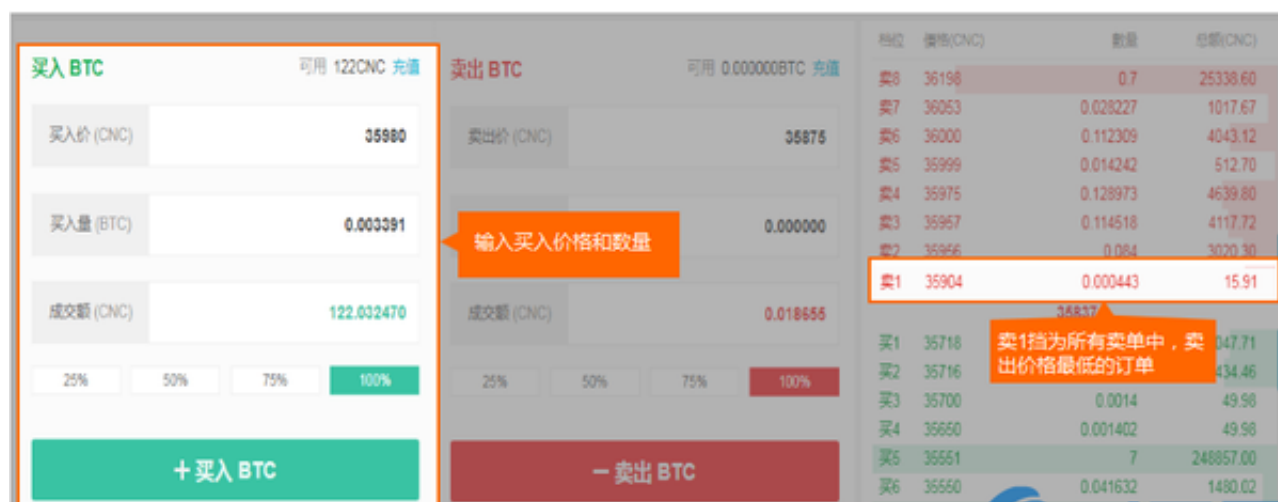 买入 BTC 可用 122CNC 充值
买入价 (CNC) 35980
买入量 (BTC) 0.003391
成交额 (CNC) 122.032470
25% 50% 75% 100%
+ 买入 BTC
卖出 BTC 可用 0.000000BTC 充值
卖出价 (CNC) 35875
0.000000
成交额 (CNC) 0.018655
25% 50% 75% 100%
- 卖出 BTC
输入买入价格和数量
档位 價格(CNC) 數量 总额(CNC)
卖8 36198 0.7 25338.60
卖7 36053 0.028227 1017.67
卖6 36000 0.112309 4043.12
卖5 35999 0.014242 512.70
卖4 35975 0.128973 4639.80
卖3 35957 0.114518 4117.72
卖2 35956 0.084 3020.30
卖1 35904 0.000443 15.91
35837
卖1挡为所有卖单中，卖
出价格最低的订单
买1 35718 047.71
买2 35716 434.46
买3 35700 0.0014 49.98
买4 35650 0.001402 49.98
买5 35551 7 248857.00
买6 35550 0.041632 1480.02